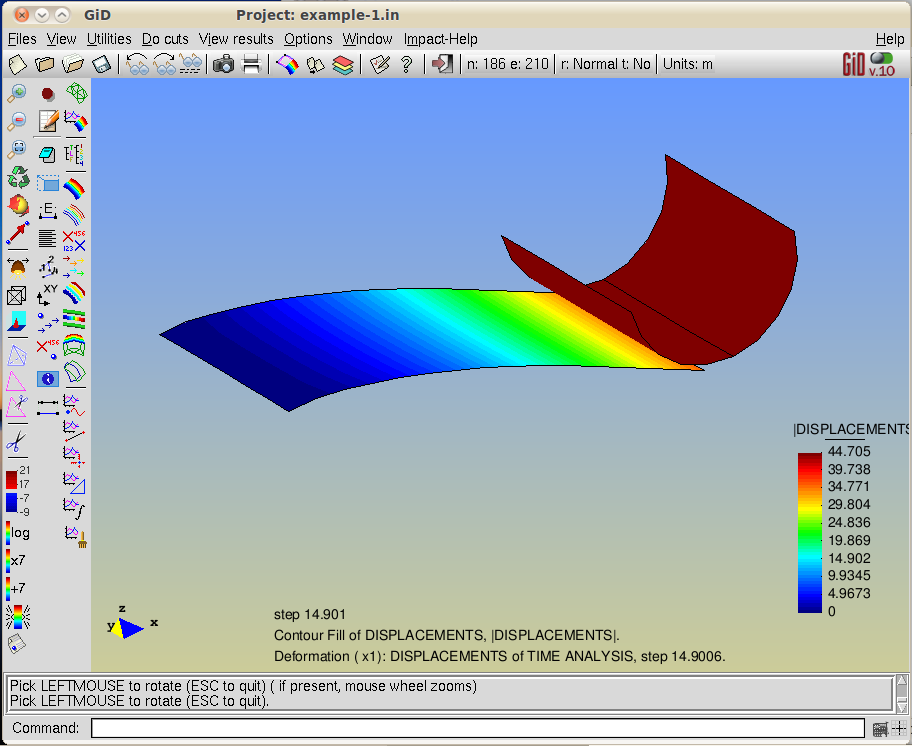 GiD Project: example-1.in
Files View Utilities Do cuts View results Options Window Impact-Help Help
n: 186 e: 210 r: Normal t: No Units: m GiD v.10
E
XY
log
x7
+7
21
17
-7
-9
|DISPLACEMENTS
44.705
39.738
34.771
29.804
24.836
19.869
14.902
9.9345
4.9673
0
z
y x
step 14.901
Contour Fill of DISPLACEMENTS, |DISPLACEMENTS|.
Deformation ( x1): DISPLACEMENTS of TIME ANALYSIS, step 14.9006.
Pick LEFTMOUSE to rotate (ESC to quit) ( if present, mouse wheel zooms)
Pick LEFTMOUSE to rotate (ESC to quit).
Command: